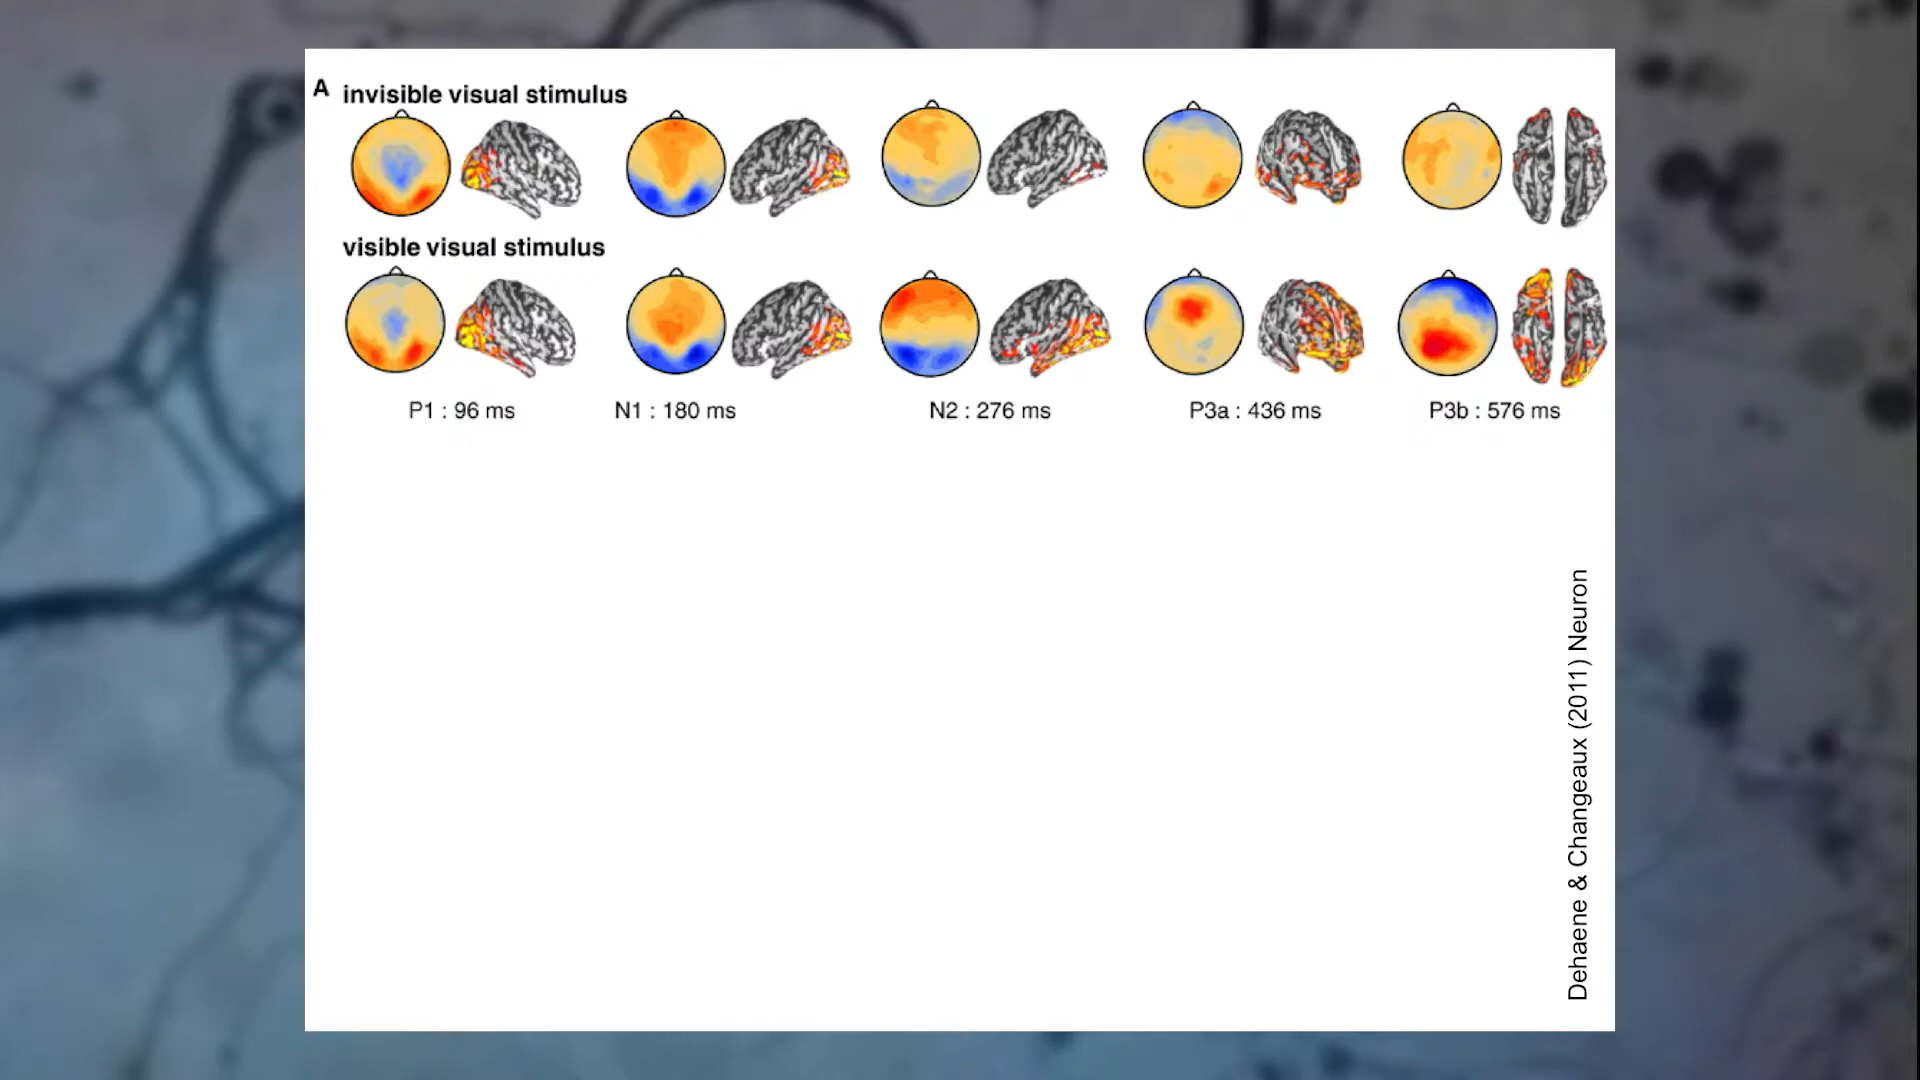 A
invisible visual stimulus
visible visual stimulus
P1 : 96 ms
N1 : 180 ms
N2 : 276 ms
P3a : 436 ms
P3b : 576 ms
Dehaene & Changeaux (2011) Neuron